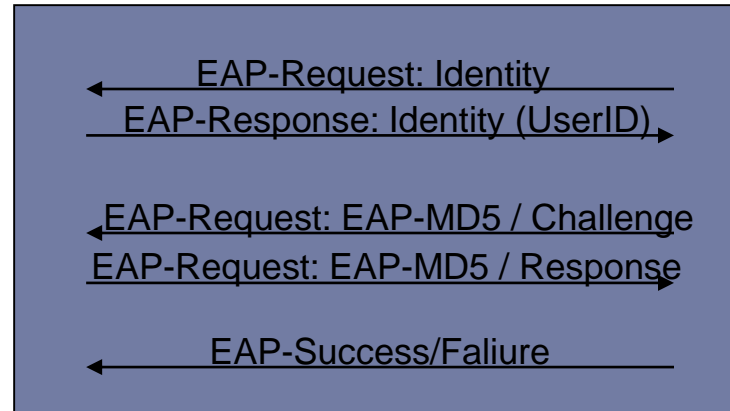 EAP-Request: Identity
EAP-Response: Identity (UserID)
EAP-Request: EAP-MD5 / Challenge
EAP-Request: EAP-MD5 / Response
EAP-Success/Faliure